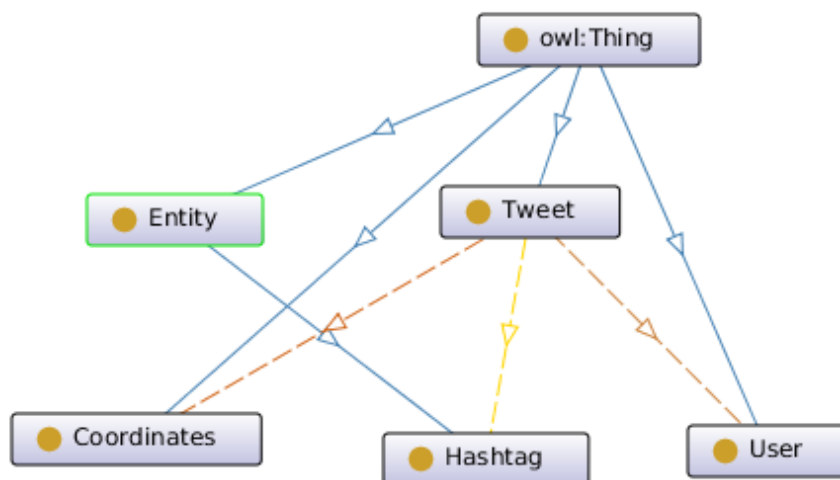 owl:Thing
Entity
Tweet
Coordinates
Hashtag
User